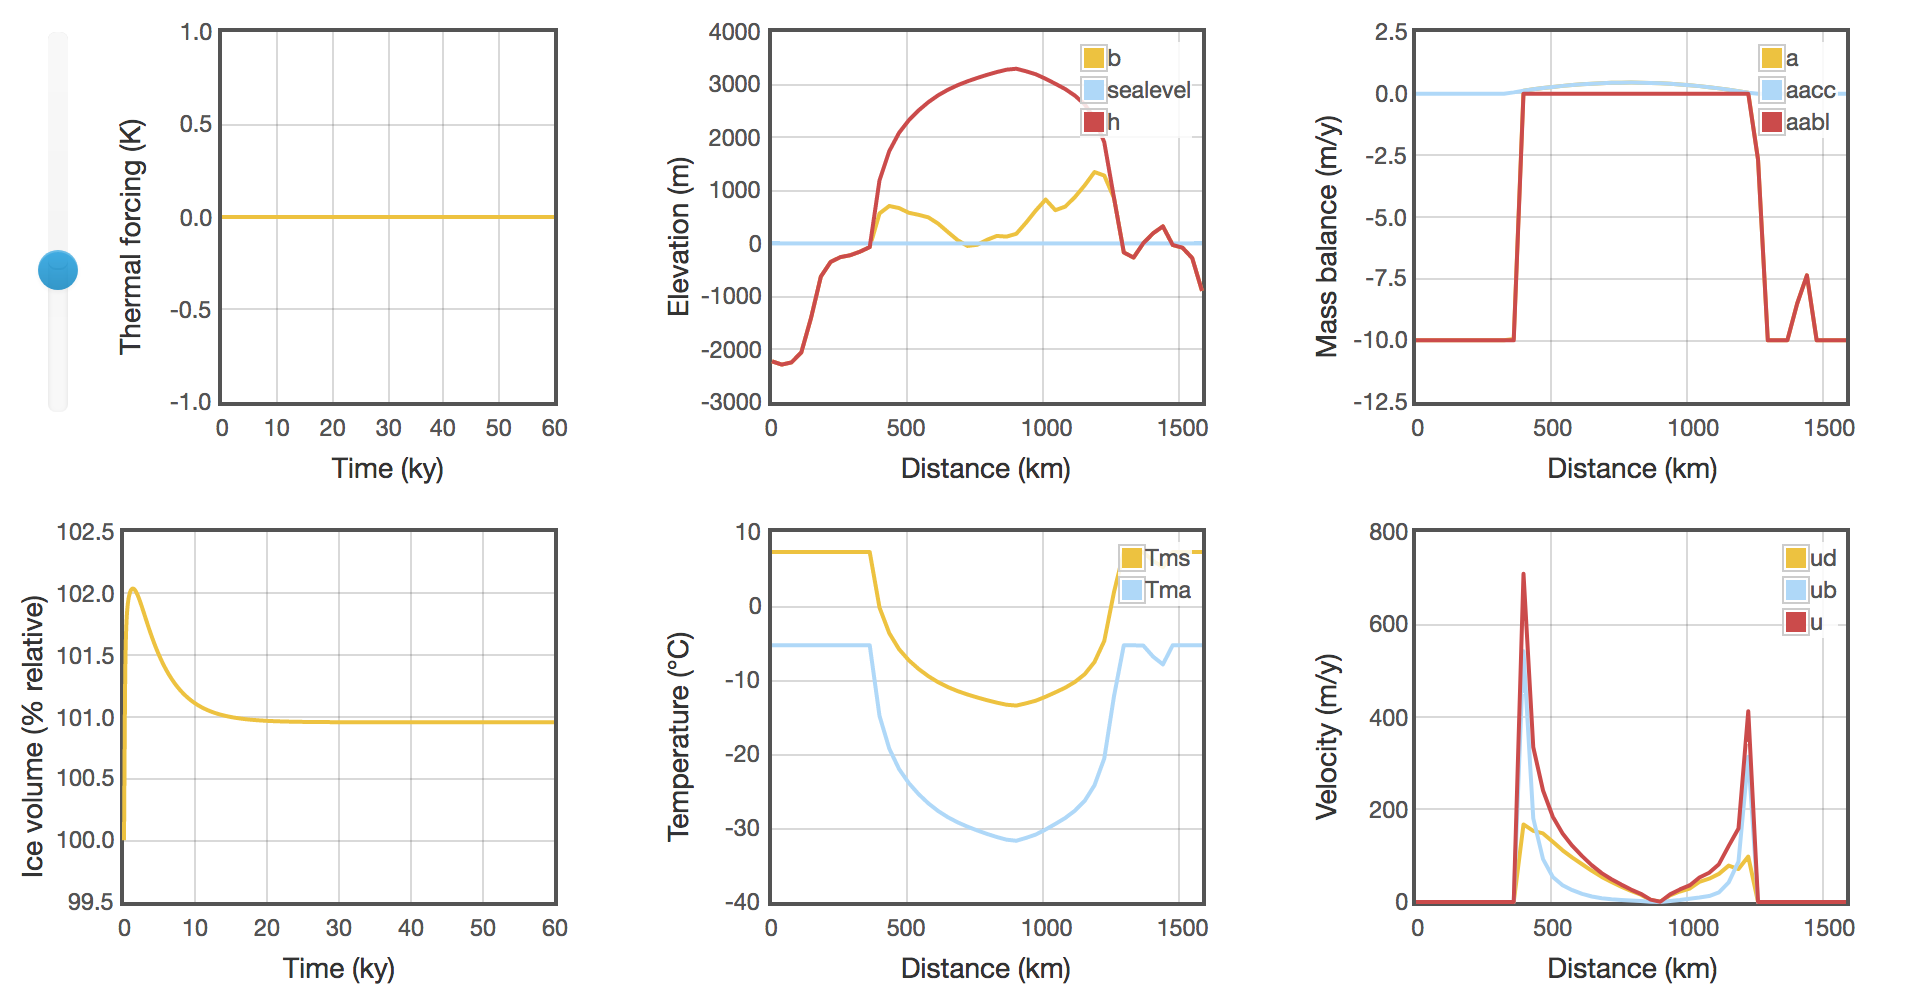 1.0
0.5
0.0
-0.5
-1.0
Thermal forcing (K)
0 10 20 30 40 50 60
Time (ky)
4000
3000
2000
1000
0
-1000
-2000
-3000
Elevation (m)
b
sealevel
h
0 500 1000 1500
Distance (km)
2.5
0.0
-2.5
-5.0
-7.5
-10.0
-12.5
Mass balance (m/y)
a
aacc
aabl
0 500 1000 1500
Distance (km)
102.5
102.0
101.5
101.0
100.5
100.0
99.5
Ice volume (% relative)
0 10 20 30 40 50 60
Time (ky)
10
0
-10
-20
-30
-40
Temperature (°C)
Tms
Tma
0 500 1000 1500
Distance (km)
800
600
400
200
0
Velocity (m/y)
ud
ub
u
0 500 1000 1500
Distance (km)